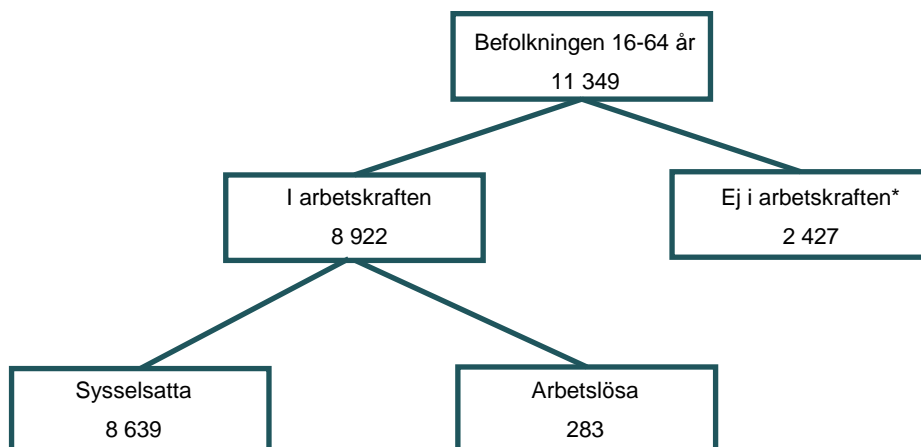 Befolkningen 16-64 år
11 349
I arbetskraften
8 922
Ej i arbetskraften*
2 427
Sysselsatta
8 639
Arbetslösa
283